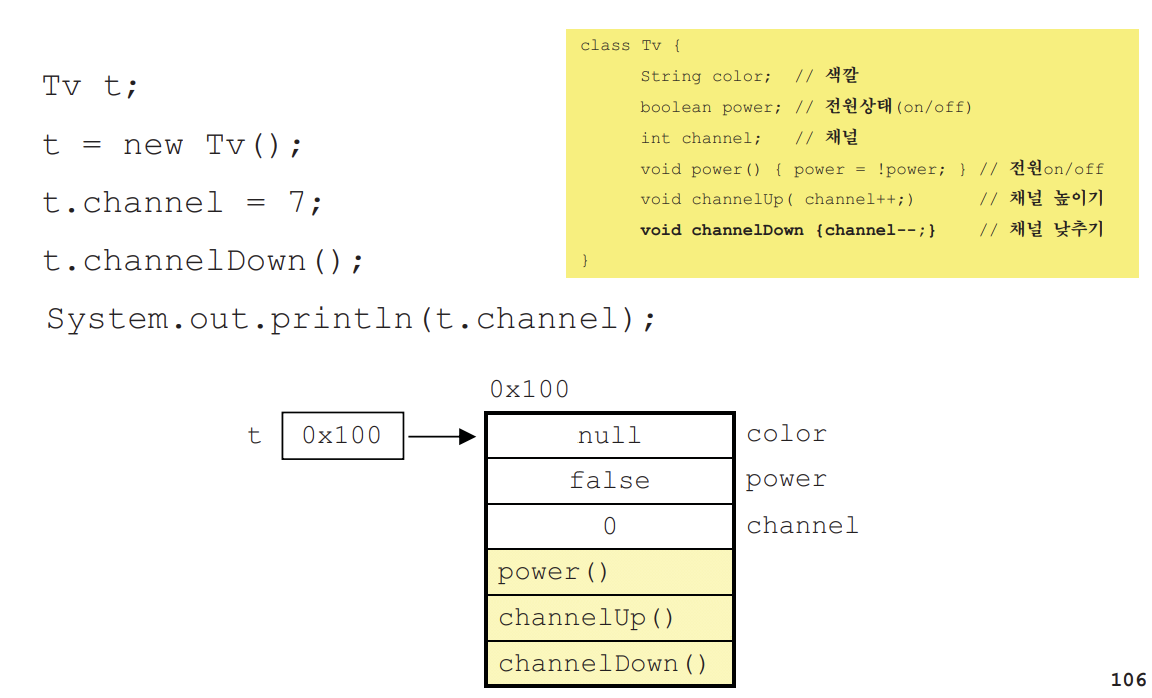 Tv t;
t = new Tv();
t.channel = 7;
t.channelDown();
System.out.println(t.channel);
class Tv {
String color; // 색깔
boolean power; // 전원상태(on/off)
int channel; // 채널
void power() { power = !power; } // 전원on/off
void channelUp( channel++;) // 채널 높이기
void channelDown {channel--;} // 채널 낮추기
}
0x100
t 0x100 null color
false power
0 channel
power()
channelUp()
channelDown()
106